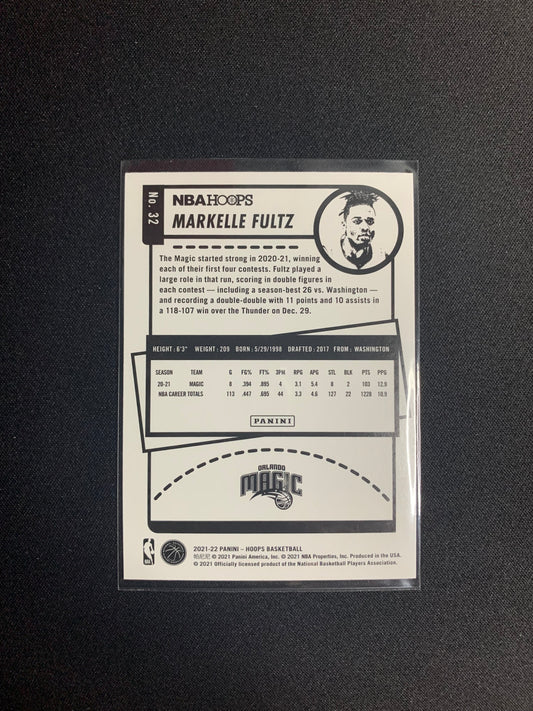 No. 32
NBA HOOPS
MARKELLE FULTZ
The Magic started strong in 2020-21, winning
each of their first four contests. Fultz played a
large role in that run, scoring in double figures in
each contest — including a season-best 26 vs. Washington —
and recording a double-double with 11 points and 10 assists in
a 118-107 win over the Thunder on Dec. 29.
HEIGHT: 6'3" WEIGHT: 209 BORN: 5/29/1998 DRAFTED: 2017 FROM: WASHINGTON
SEASON TEAM G FG% FT% 3PM RPG APG STL BLK PTS PPG
20-21 MAGIC 8 .394 .895 4 3.1 5.4 8 2 103 12.9
NBA CAREER TOTALS 113 .447 .695 44 3.3 4.6 127 22 1228 10.9
PANINI
ORLANDO
MAGIC
2021-22 PANINI – HOOPS BASKETBALL
帕尼尼 © 2021 Panini America, Inc. © 2021 NBA Properties, Inc. Produced in the USA.
© 2021 Officially licensed product of the National Basketball Players Association.